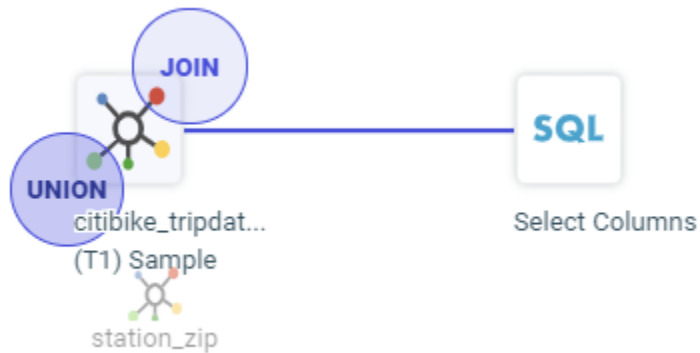 JOIN
SQL
UNION
citibike_tripdat...
(T1) Sample
Select Columns
station_zip